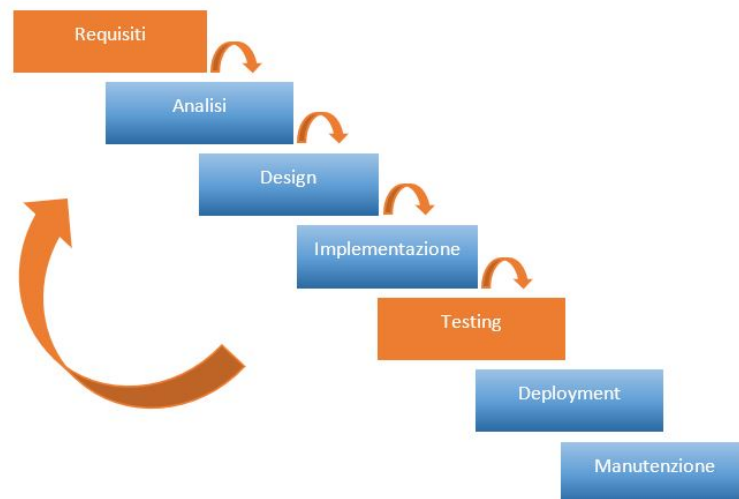 Requisiti
Analisi
Design
Implementazione
Testing
Deployment
Manutenzione